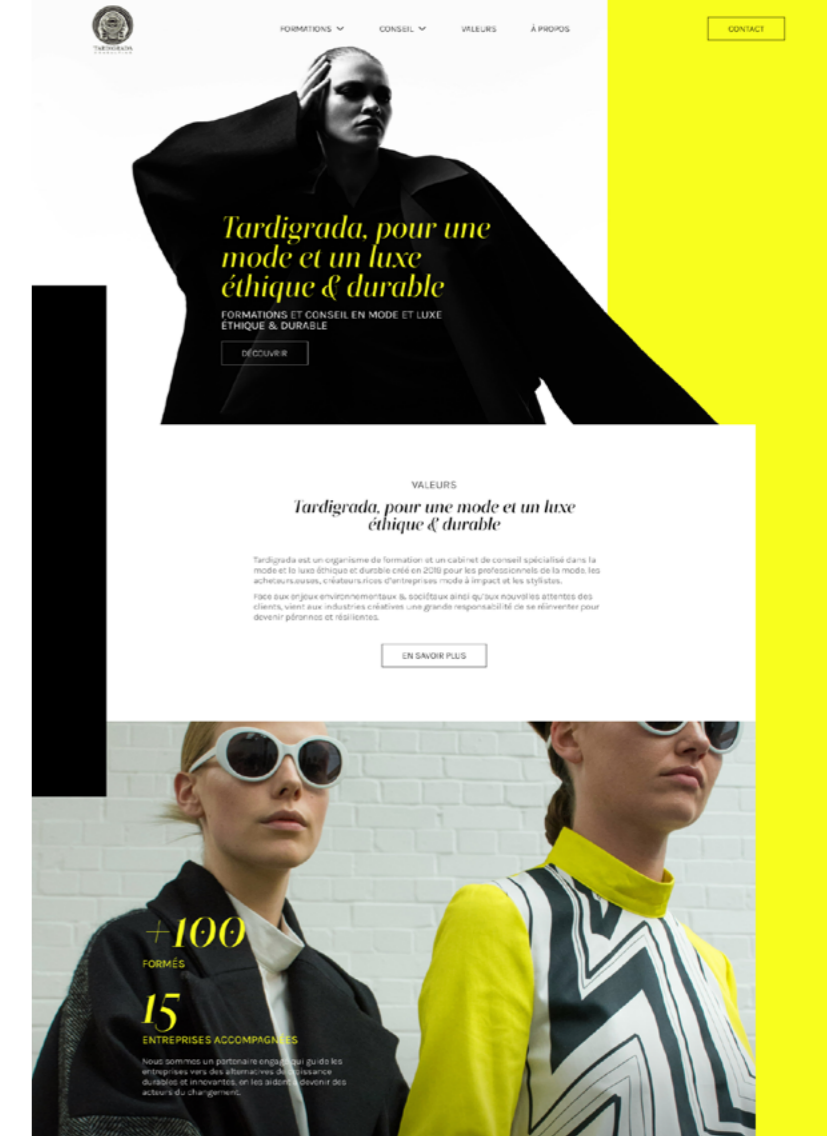 TARDIGRADA
FORMATIONS
CONSEIL
VALEURS
À PROPOS
CONTACT
Tardigrada, pour une
mode et un luxe
éthique & durable
FORMATIONS ET CONSEIL EN MODE ET LUXE
ÉTHIQUE & DURABLE
DÉCOUVRIR
VALEURS
Tardigrada, pour une mode et un luxe
éthique & durable
Tardigrada est un organisme de formation et un cabinet de conseil spécialisé dans la
mode et le luxe éthique et durable créé en 2019 pour les professionnels de la mode, les
acheteurs.euses, créateurs.rices d'entreprises mode à impact et les stylistes.
Face aux enjeux environnementaux & sociétaux ainsi qu'aux nouvelles attentes des
clients, vient aux industries créatives une grande responsabilité de se réinventer pour
devenir pérennes et résilientes.
EN SAVOIR PLUS
+100
FORMÉS
15
ENTREPRISES ACCOMPAGNÉES
Nous sommes un partenaire engagé qui guide les
entreprises vers des alternatives de croissance
durables et innovantes, en les aidant à devenir des
acteurs du changement.